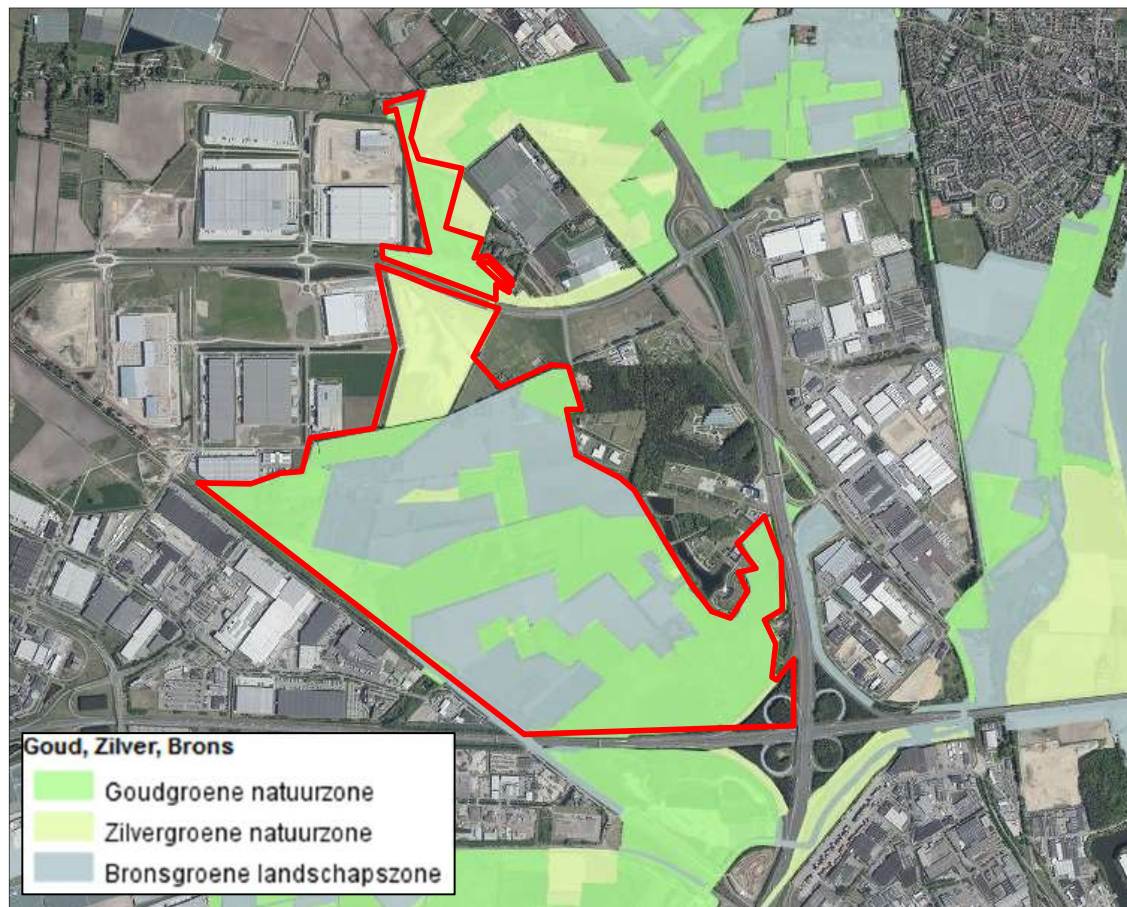 Goud, Zilver, Brons
Goudgroene natuurzone
Zilvergroene natuurzone
Bronsgroene landschapszone